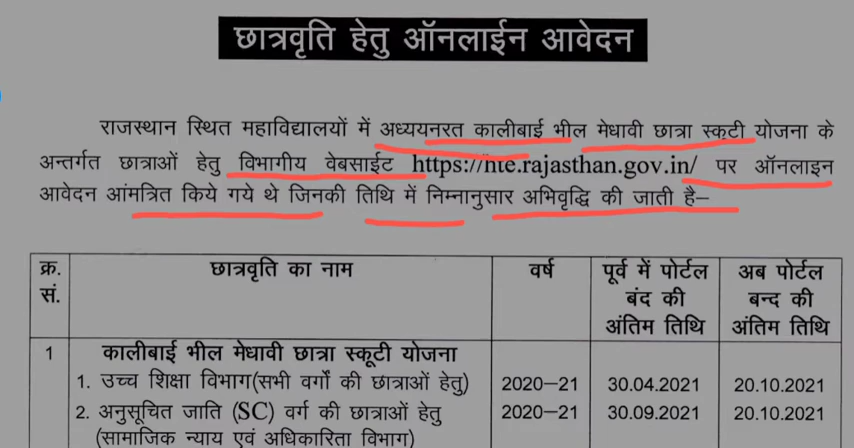 छात्रवृति हेतु ऑनलाईन आवेदन
राजस्थान स्थित महाविद्यालयों में अध्ययनरत कालीबाई भील मेधावी छात्रा स्कूटी योजना के
अन्तर्गत छात्राओं हेतु विभागीय वेबसाईट https://hte.rajasthan.gov.in/ पर ऑनलाइन
आवेदन आंमत्रित किये गये थे जिनकी तिथि में निम्नानुसार अभिवृद्धि की जाती है–
क्र. सं. छात्रवृति का नाम वर्ष पूर्व में पोर्टल बंद की अंतिम तिथि अब पोर्टल बन्द की अंतिम तिथि
1 कालीबाई भील मेधावी छात्रा स्कूटी योजना
1. उच्च शिक्षा विभाग(सभी वर्गों की छात्राओं हेतु) 2020–21 30.04.2021 20.10.2021
2. अनुसूचित जाति (SC) वर्ग की छात्राओं हेतु 2020–21 30.09.2021 20.10.2021
(सामाजिक न्याय एवं अधिकारिता विभाग)